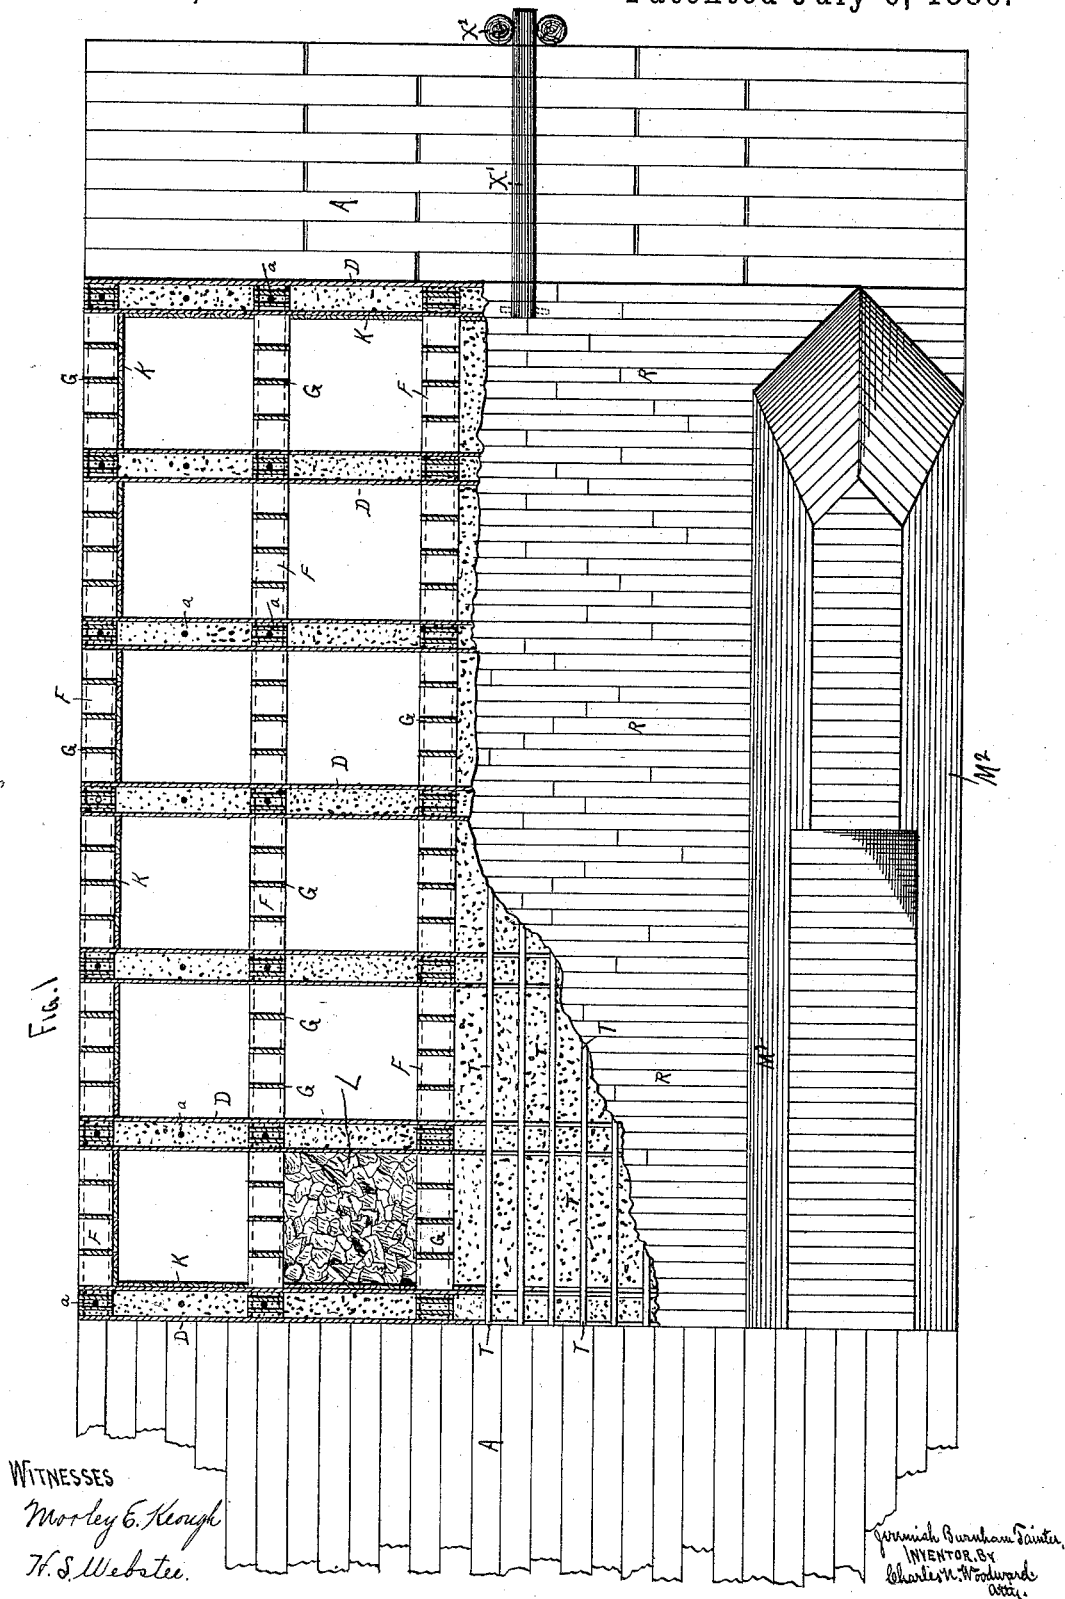 Patented July 6, 1886.
X²
X'
A
a
D
K
G
K
G
F
R
D
F
a
a
F
G
G
R
D
M²
K
F
G
Fig. 1
G
T
F
T
T
M²
R
G
L
a
D
T
F
G
K
a
D
T
T
A
WITNESSES
Morley E. Keough
H. S. Webster.
Jeremiah Burnham Tainter,
INVENTOR. BY
Charles N. Woodward
Atty.